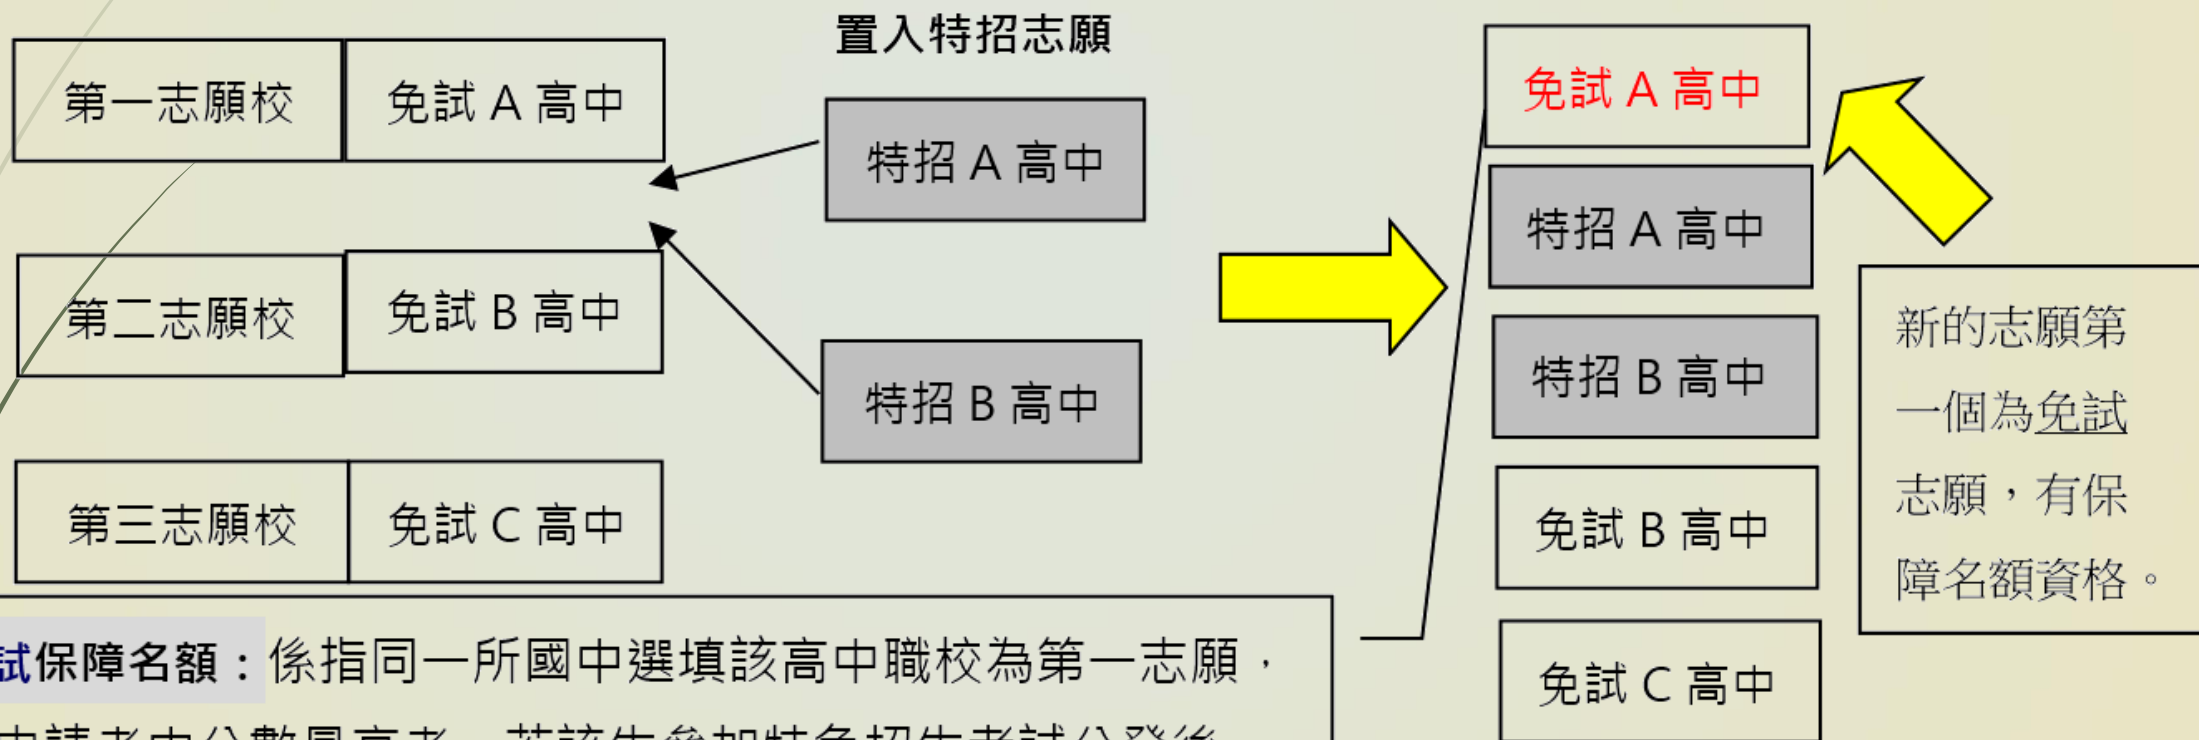 置入特招志願
第一志願校 免試 A 高中
特招 A 高中
第二志願校 免試 B 高中
特招 B 高中
第三志願校 免試 C 高中
免試 A 高中
特招 A 高中
特招 B 高中
免試 B 高中
免試 C 高中
新的志願第
一個為免試
志願，有保
障名額資格。
試保障名額：係指同一所國中選填該高中職校為第一志願，